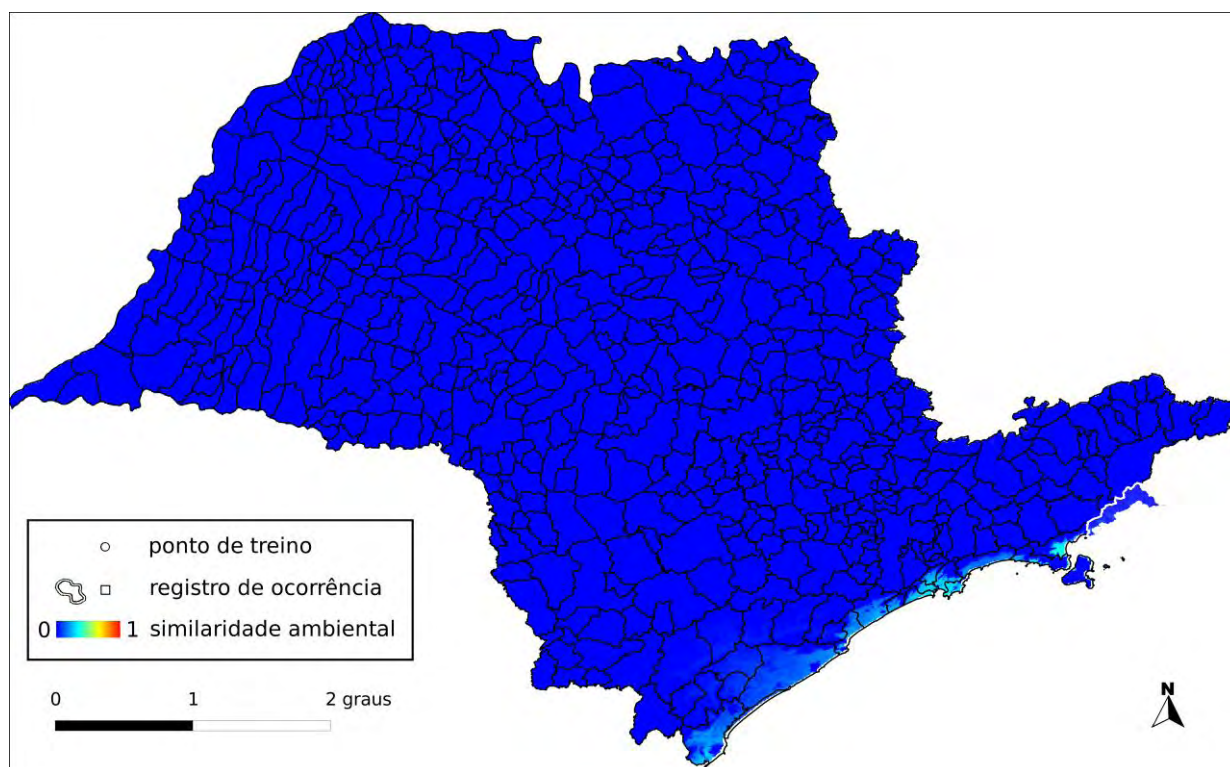 ponto de treino
registro de ocorrência
0 1 similaridade ambiental
0 1 2 graus
N